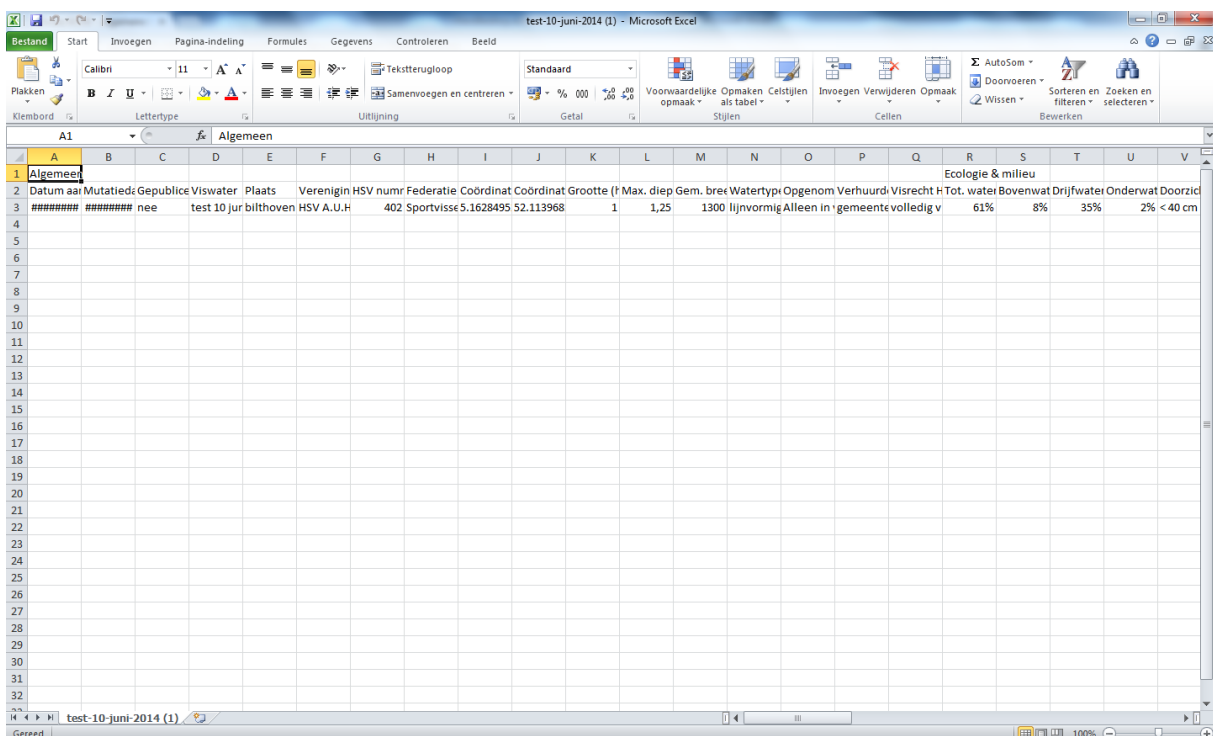 test-10-juni-2014 (1) - Microsoft Excel
Bestand Start Invoegen Pagina-indeling Formules Gegevens Controleren Beeld
Plakken
Calibri 11
B I U
Tekstterugloop
Samenvoegen en centreren
Standaard
% 000
Voorwaardelijke opmaak
Opmaken als tabel
Celstijlen
Invoegen Verwijderen Opmaak
Σ AutoSom
Doorvoeren
Wissen
Sorteren en filteren
Zoeken en selecteren
Klembord Lettertype Uitlijning Getal Stijlen Cellen Bewerken
A1 fx Algemeen
A B C D E F G H I J K L M N O P Q R S T U V
1 Algemeen Ecologie & milieu
2 Datum aan Mutatieda Gepublice Viswater Plaats Verenigin HSV numr Federatie Coördinat Coördinat Grootte (h Max. diep Gem. bree Watertype Opgenom Verhuurde Visrecht H Tot. water Bovenwat Drijfwater Onderwat Doorzich
3 ######## ######## nee test 10 jur bilthoven HSV A.U.H 402 Sportvisse 5.1628495 52.113968 1 1,25 1300 lijnvormig Alleen in gemeente volledig v 61% 8% 35% 2% < 40 cm
4
5
6
7
8
9
10
11
12
13
14
15
16
17
18
19
20
21
22
23
24
25
26
27
28
29
30
31
32
test-10-juni-2014 (1)
Gereed 100%